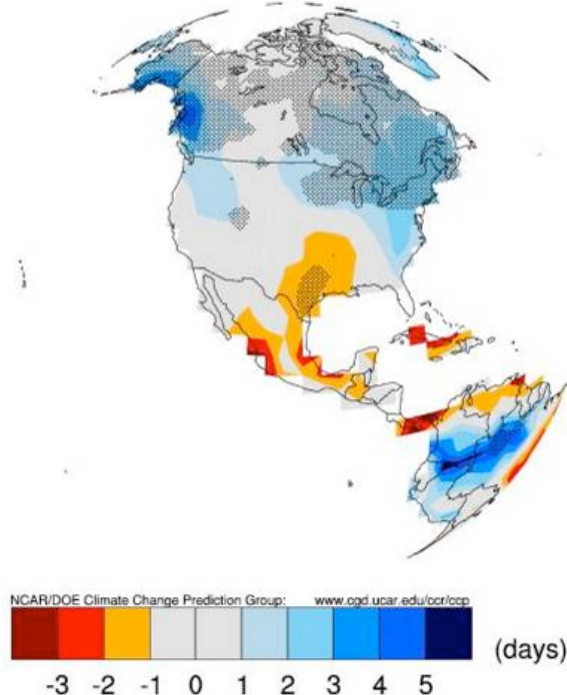 NCAR/DOE Climate Change Prediction Group: www.cgd.ucar.edu/ccr/ccp
(days)
-3 -2 -1 0 1 2 3 4 5